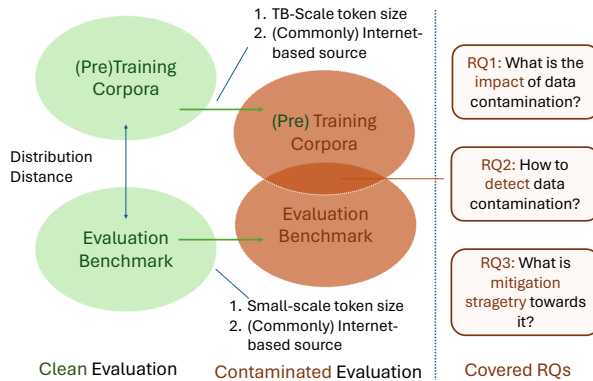 1. TB-Scale token size
2. (Commonly) Internet-
based source
(Pre)Training
Corpora
(Pre) Training
Corpora
Distribution
Distance
Evaluation
Benchmark
Evaluation
Benchmark
1. Small-scale token size
2. (Commonly) Internet-
based source
Clean Evaluation
Contaminated Evaluation
RQ1: What is the
impact of data
contamination?
RQ2: How to
detect data
contamination?
RQ3: What is
mitigation
stragetry towards
it?
Covered RQs